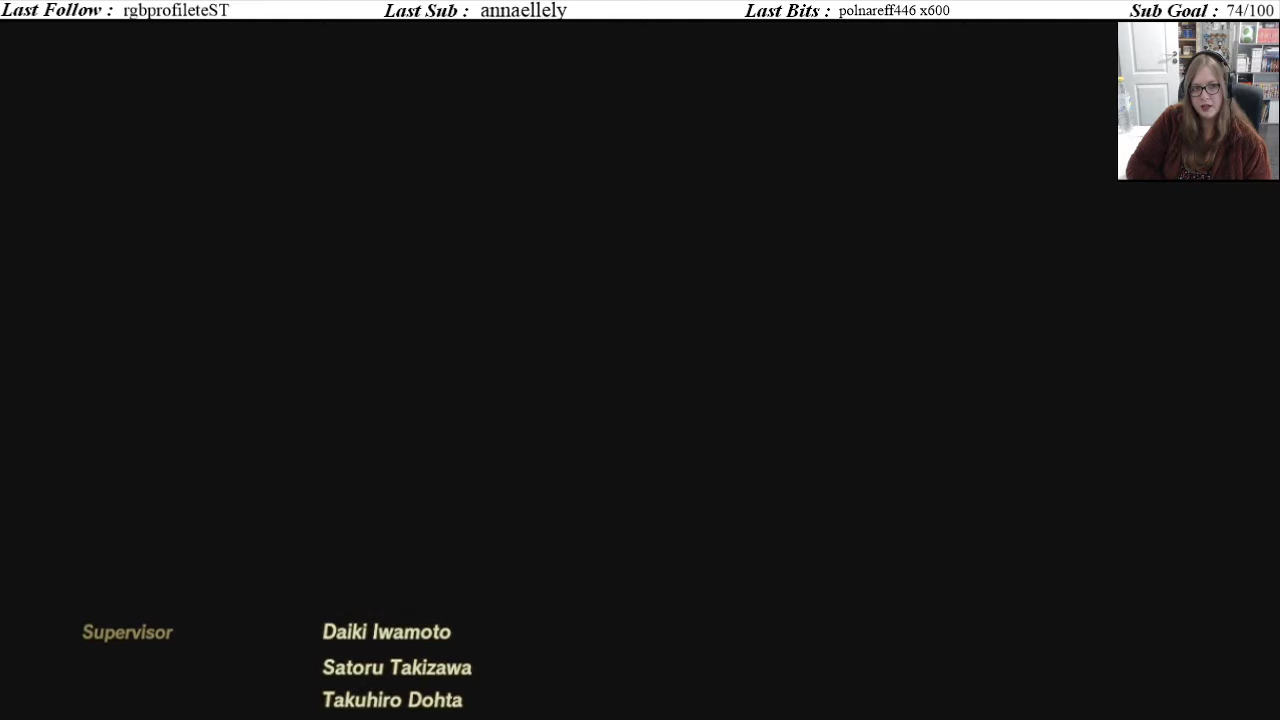 Last Follow : rgbprofileteST Last Sub : annaellely Last Bits : polnareff446 x600 Sub Goal : 74/100
Supervisor Daiki Iwamoto
Satoru Takizawa
Takuhiro Dohta